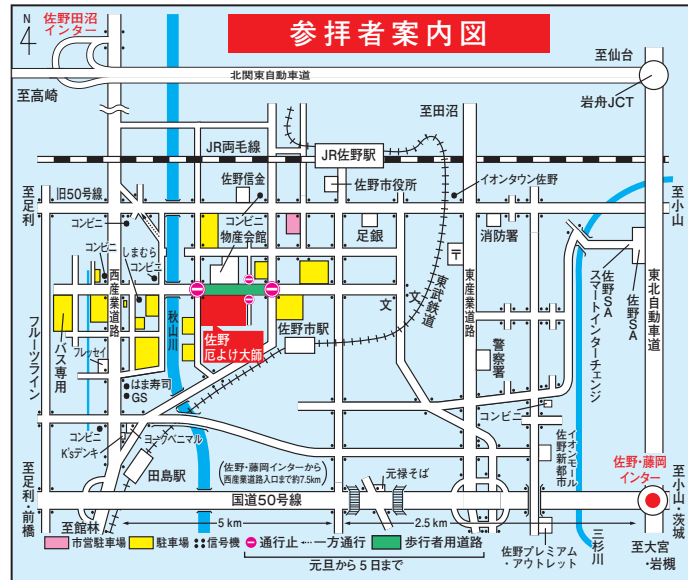 参拝者案内図
N
佐野田沼
インター
至仙台
北関東自動車道
至高崎
岩舟JCT
至田沼
JR両毛線
JR佐野駅
佐野信金
佐野市役所
イオンタウン佐野
至足利
旧50号線
至小山
コンビニ
コンビニ
物産会館
足銀
消防署
〒
コンビニ
しまむら
コンビニ
西産業道路
秋山川
東武鉄道
東産業道路
佐野SA
スマートインターチェンジ
佐野SA
東北自動車道
文
文
佐野
厄よけ大師
佐野市駅
フルーツライン
バス専用
フレッセイ
警察署
はま寿司
GS
コンビニ
コンビニ
K'sデンキ
ヨークベニマル
田島駅
(佐野・藤岡インターから
西産業道路入口まで約7.5km)
元禄そば
イオンモール
佐野新都市
佐野・藤岡
インター
至足利・前橋
国道50号線
至小山・茨城
至館林
5 km
2.5 km
三杉川
佐野プレミアム
・アウトレット
至大宮
・岩槻
市営駐車場
駐車場
信号機
通行止
一方通行
歩行者用道路
元旦から5日まで